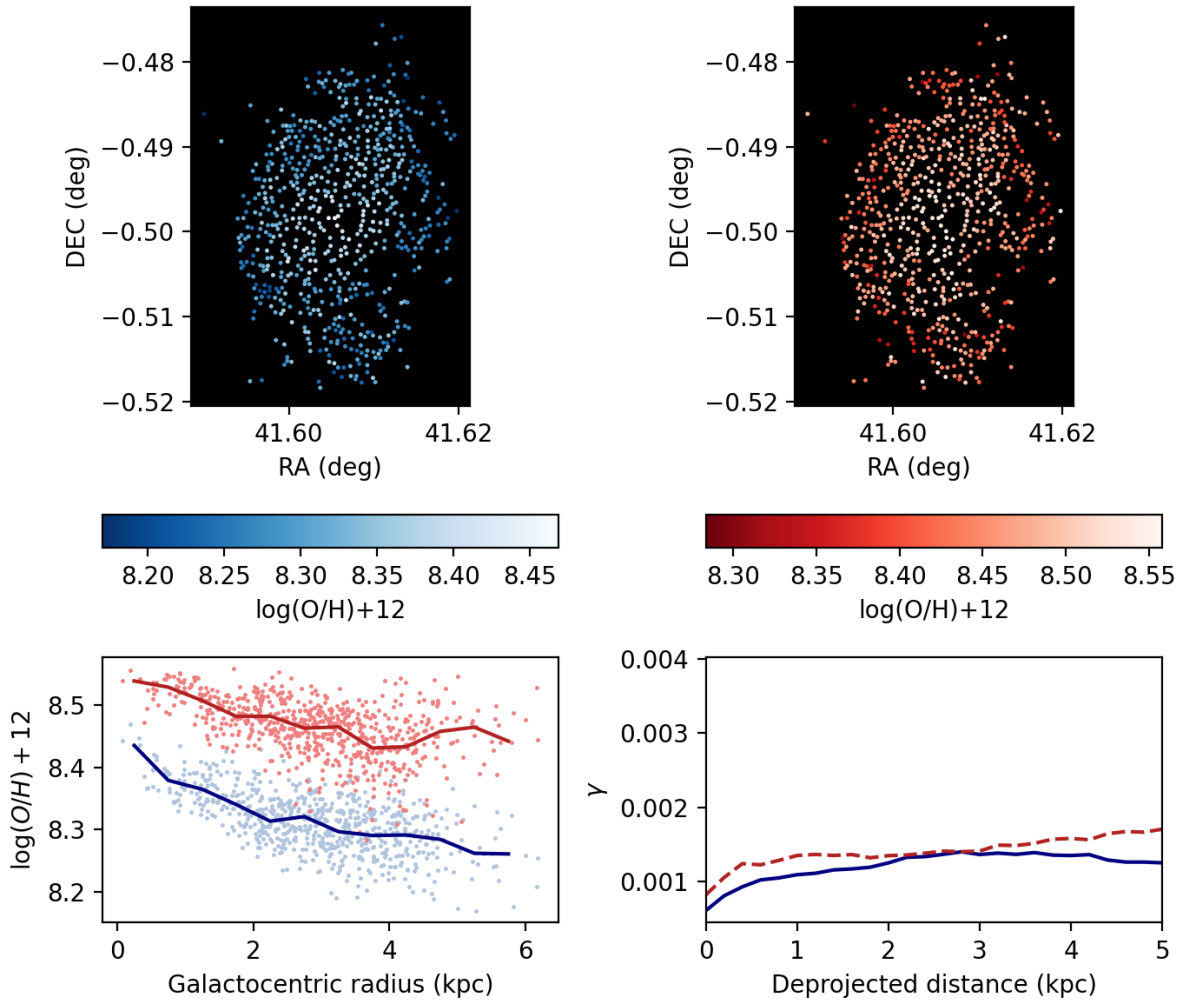 −0.48
−0.49
−0.50
−0.51
−0.52
DEC (deg)
41.60 41.62
RA (deg)
−0.48
−0.49
−0.50
−0.51
−0.52
DEC (deg)
41.60 41.62
RA (deg)
8.20 8.25 8.30 8.35 8.40 8.45
log(O/H)+12
8.30 8.35 8.40 8.45 8.50 8.55
log(O/H)+12
8.5
8.4
8.3
8.2
log(O/H) + 12
0 2 4 6
Galactocentric radius (kpc)
0.004
0.003
0.002
0.001
γ
0 1 2 3 4 5
Deprojected distance (kpc)